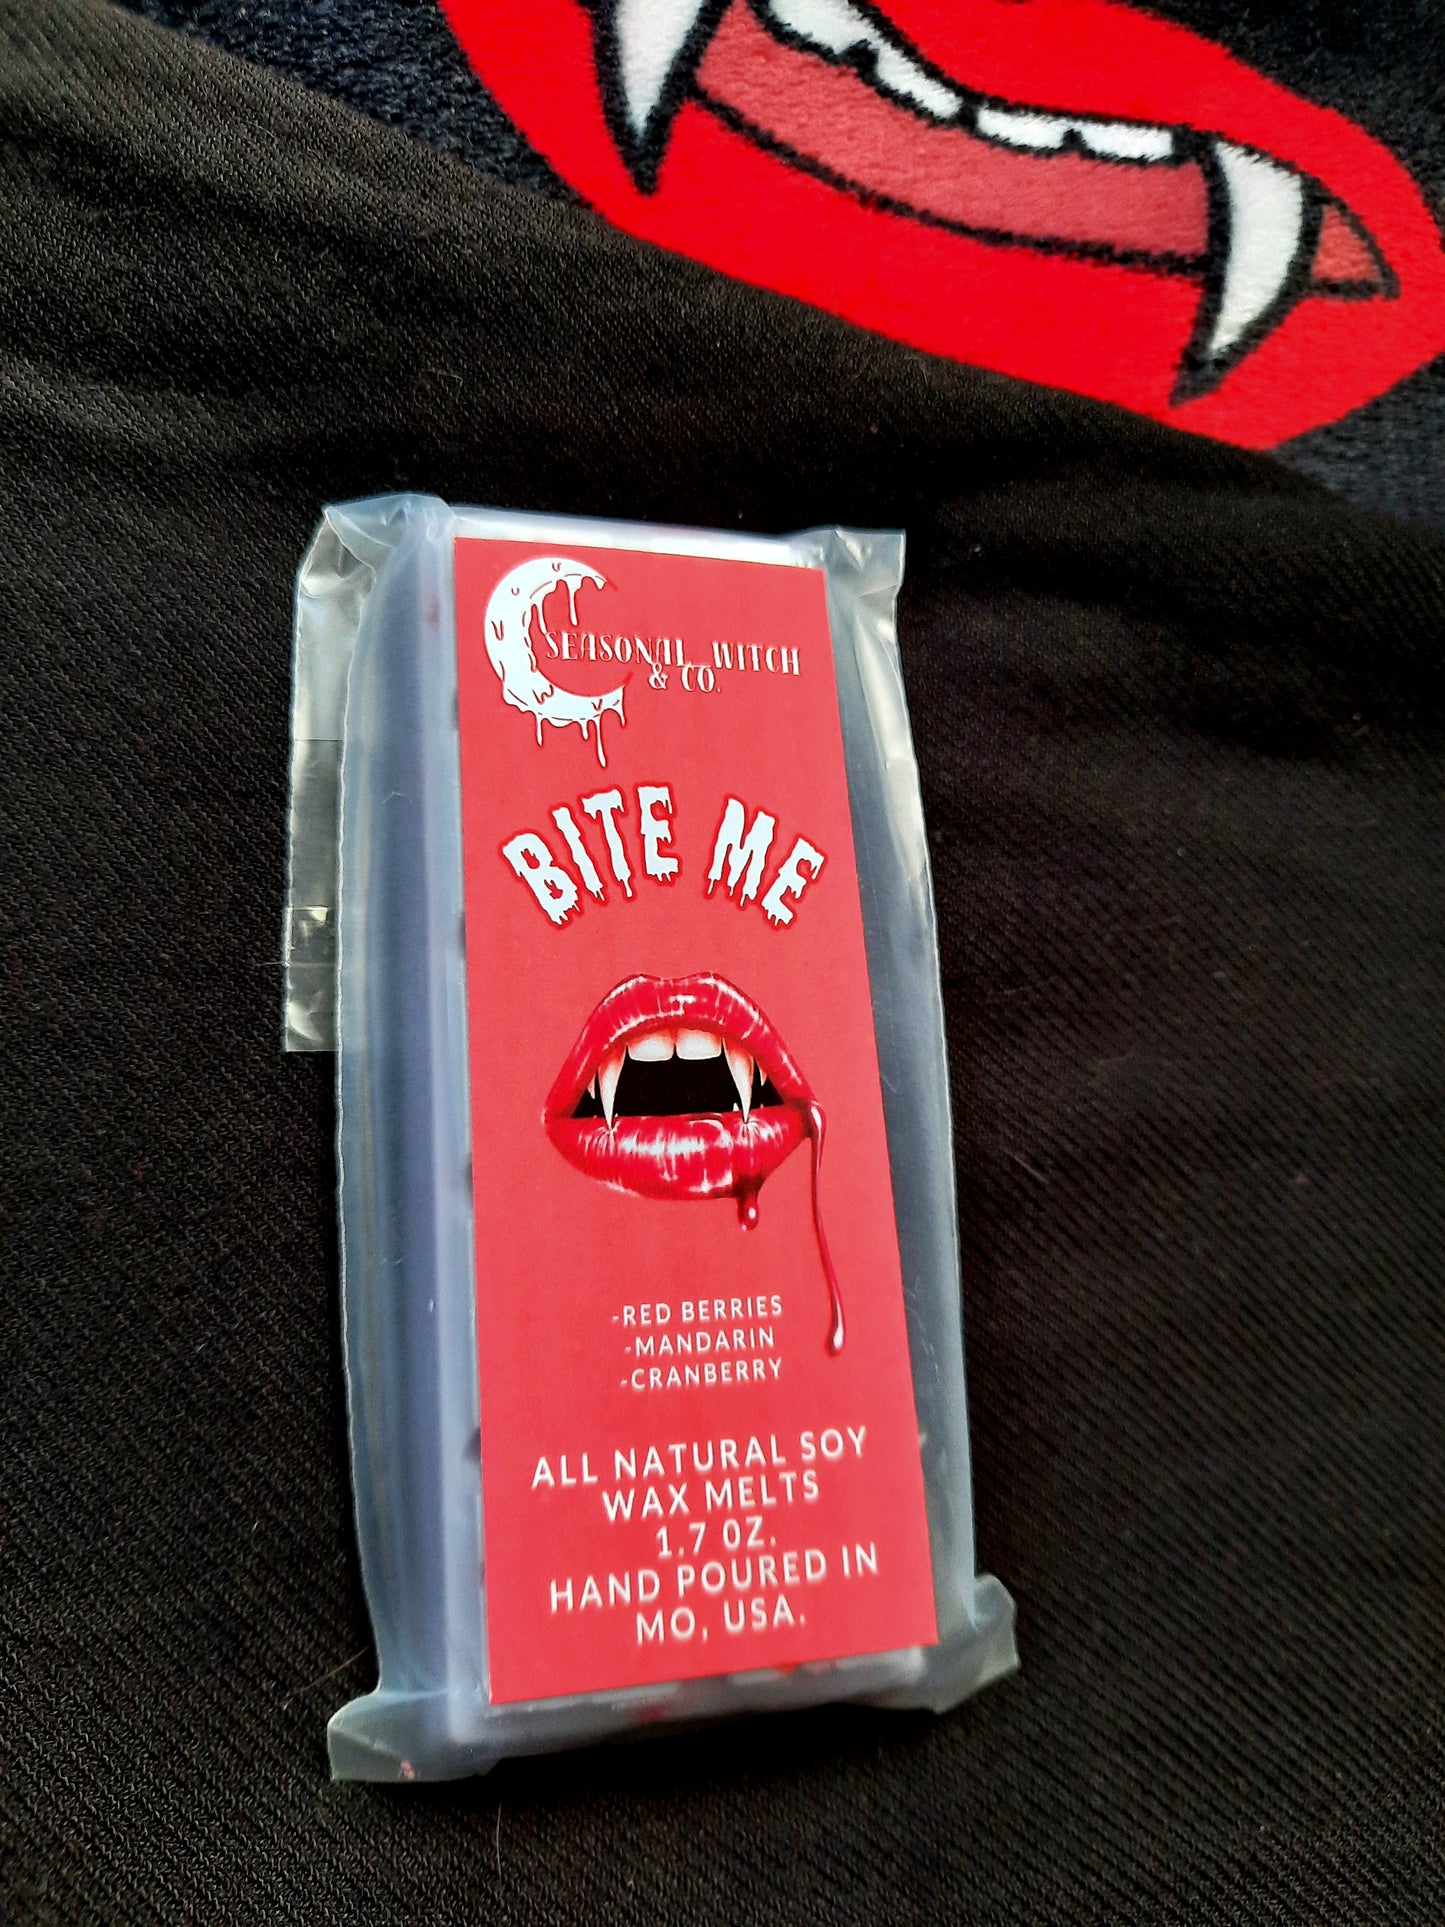 SEASONAL WITCH
& CO.
BITE ME
-RED BERRIES
-MANDARIN
-CRANBERRY
ALL NATURAL SOY
WAX MELTS
1.7 OZ.
HAND POURED IN
MO, USA.